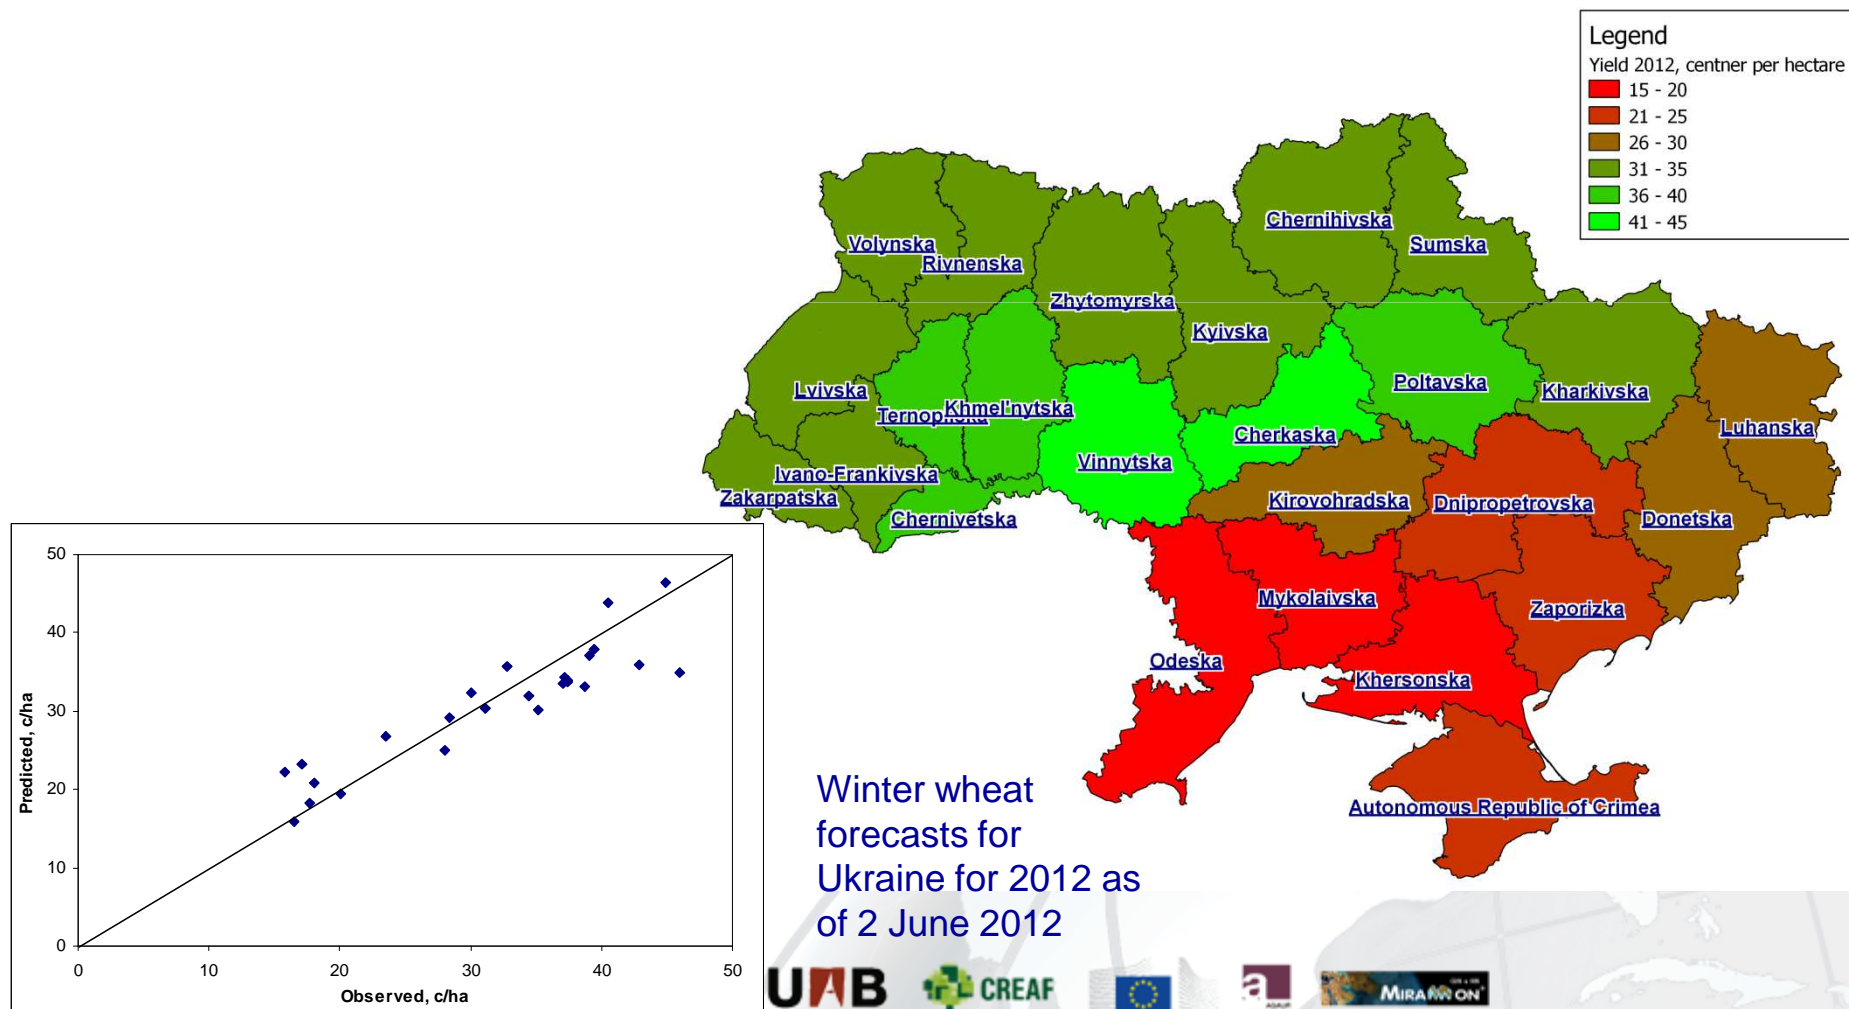 Legend
Yield 2012, centner per hectare
15 - 20
21 - 25
26 - 30
31 - 35
36 - 40
41 - 45
Chernihivska
Volynska
Sumska
Rivnenska
Zhytomyrska
Kyivska
Lvivska
Poltavska
Kharkivska
Khmel'nytska
Luhanska
Cherkaska
Vinnytska
Ivano-Frankivska
Zakarpatska
Kirovohradska
Dnipropetrovska
Chernivetska
Donetska
Mykolaivska
Zaporizka
Odeska
Khersonska
Autonomous Republic of Crimea
50
40
30
20
10
0
Predicted, c/ha
0 10 20 30 40 50
Observed, c/ha
Winter wheat
forecasts for
Ukraine for 2012 as
of 2 June 2012
UAB
CREAF
a
MIRAMON